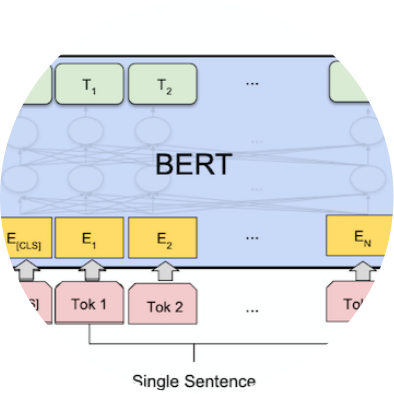 T1 T2 ...
BERT
E[CLS] E1 E2 ... EN
Tok 1 Tok 2 ...
Single Sentence